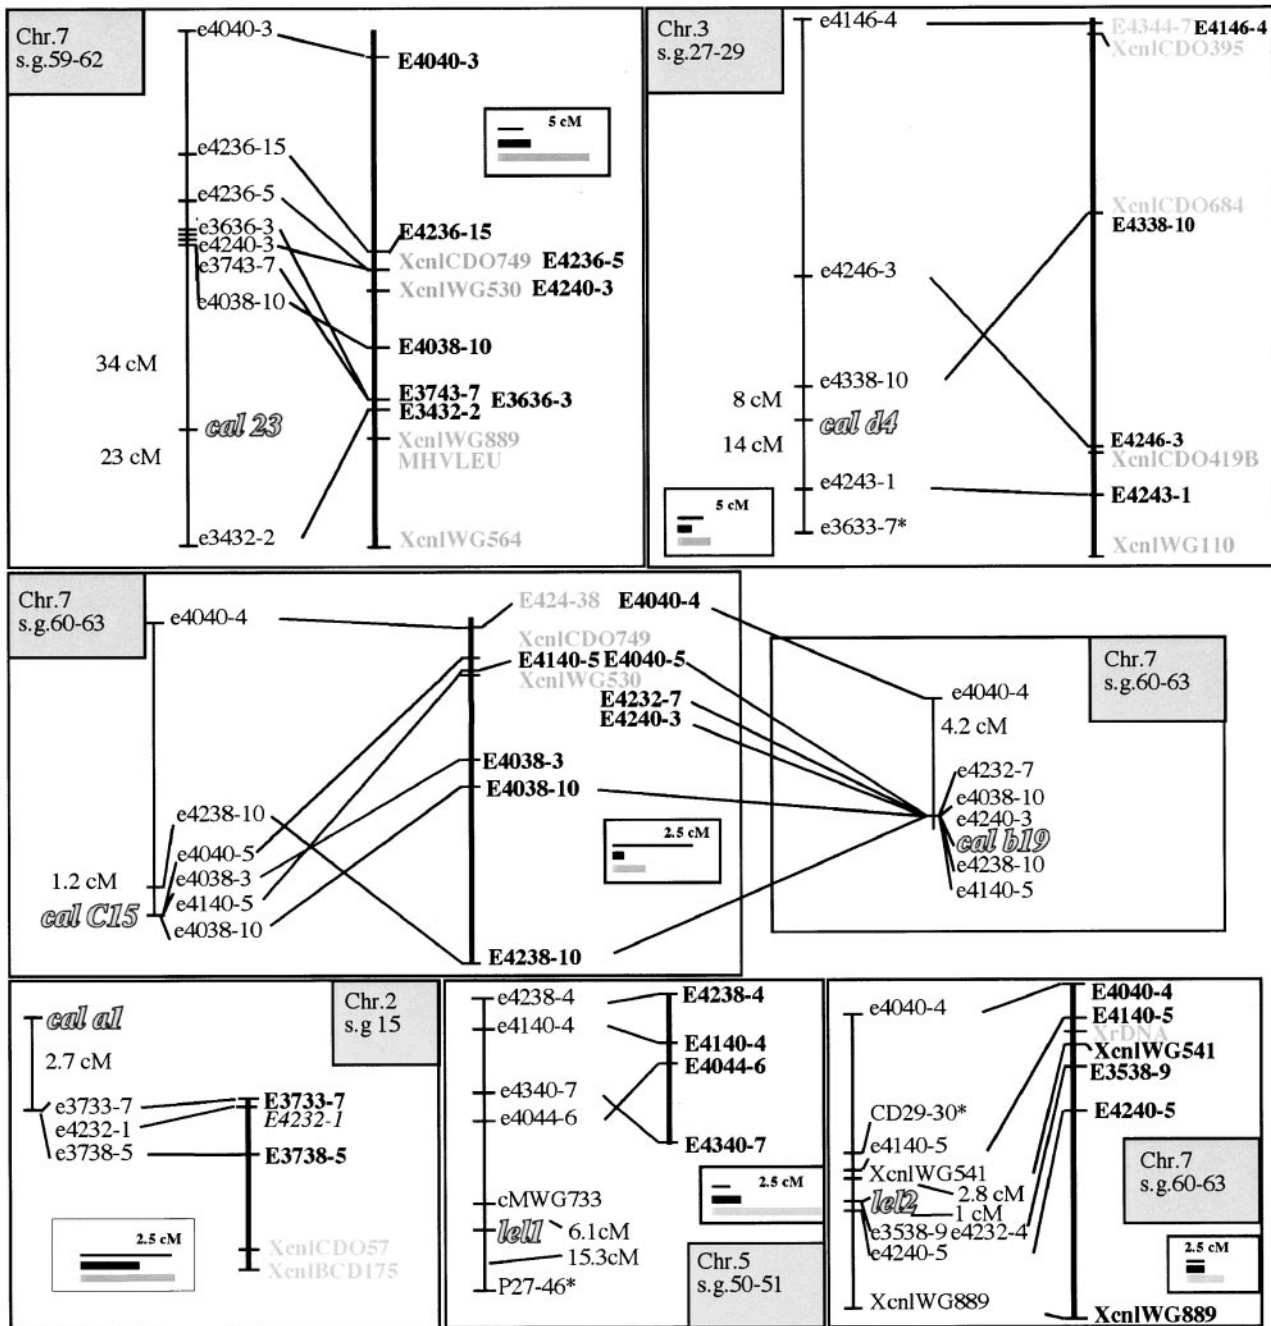 Chr.7
s.g.59-62
e4040-3
E4040-3
5 cM
e4236-15
e4236-5
e3636-3
e4240-3
e3743-7
e4038-10
E4236-15
XcnlCDO749 E4236-5
XcnlWG530 E4240-3
E4038-10
E3743-7 E3636-3
E3432-2
XcnlWG889
MHVLEU
XcnlWG564
34 cM
cal 23
23 cM
e3432-2
Chr.3
s.g.27-29
e4146-4
E4344-7 E4146-4
XcnlCDO395
XcnlCDO684
E4338-10
e4246-3
e4338-10
8 cM
cal d4
14 cM
E4246-3
XcnlCDO419B
e4243-1
E4243-1
5 cM
e3633-7*
XcnlWG110
Chr.7
s.g.60-63
e4040-4
E424-38 E4040-4
XcnlCDO749
E4140-5 E4040-5
XcnlWG530
E4232-7
E4240-3
E4038-3
E4038-10
2.5 cM
e4238-10
e4040-5
1.2 cM
e4038-3
cal C15
e4140-5
e4038-10
E4238-10
Chr.7
s.g.60-63
e4040-4
4.2 cM
e4232-7
e4038-10
e4240-3
cal b19
e4238-10
e4140-5
cal a1
Chr.2
s.g 15
2.7 cM
e3733-7
e4232-1
e3738-5
E3733-7
E4232-1
E3738-5
2.5 cM
XcnlCDO57
XcnlBCD175
e4238-4
E4238-4
e4140-4
E4140-4
E4044-6
e4340-7
e4044-6
E4340-7
2.5 cM
cMWG733
lel1
6.1cM
15.3cM
P27-46*
Chr.5
s.g.50-51
e4040-4
E4040-4
E4140-5
XrDNA
XcnlWG541
E3538-9
E4240-5
CD29-30*
e4140-5
XcnlWG541
2.8 cM
lel2
1 cM
e3538-9 e4232-4
e4240-5
Chr.7
s.g.60-63
2.5 cM
XcnlWG889
XcnlWG889